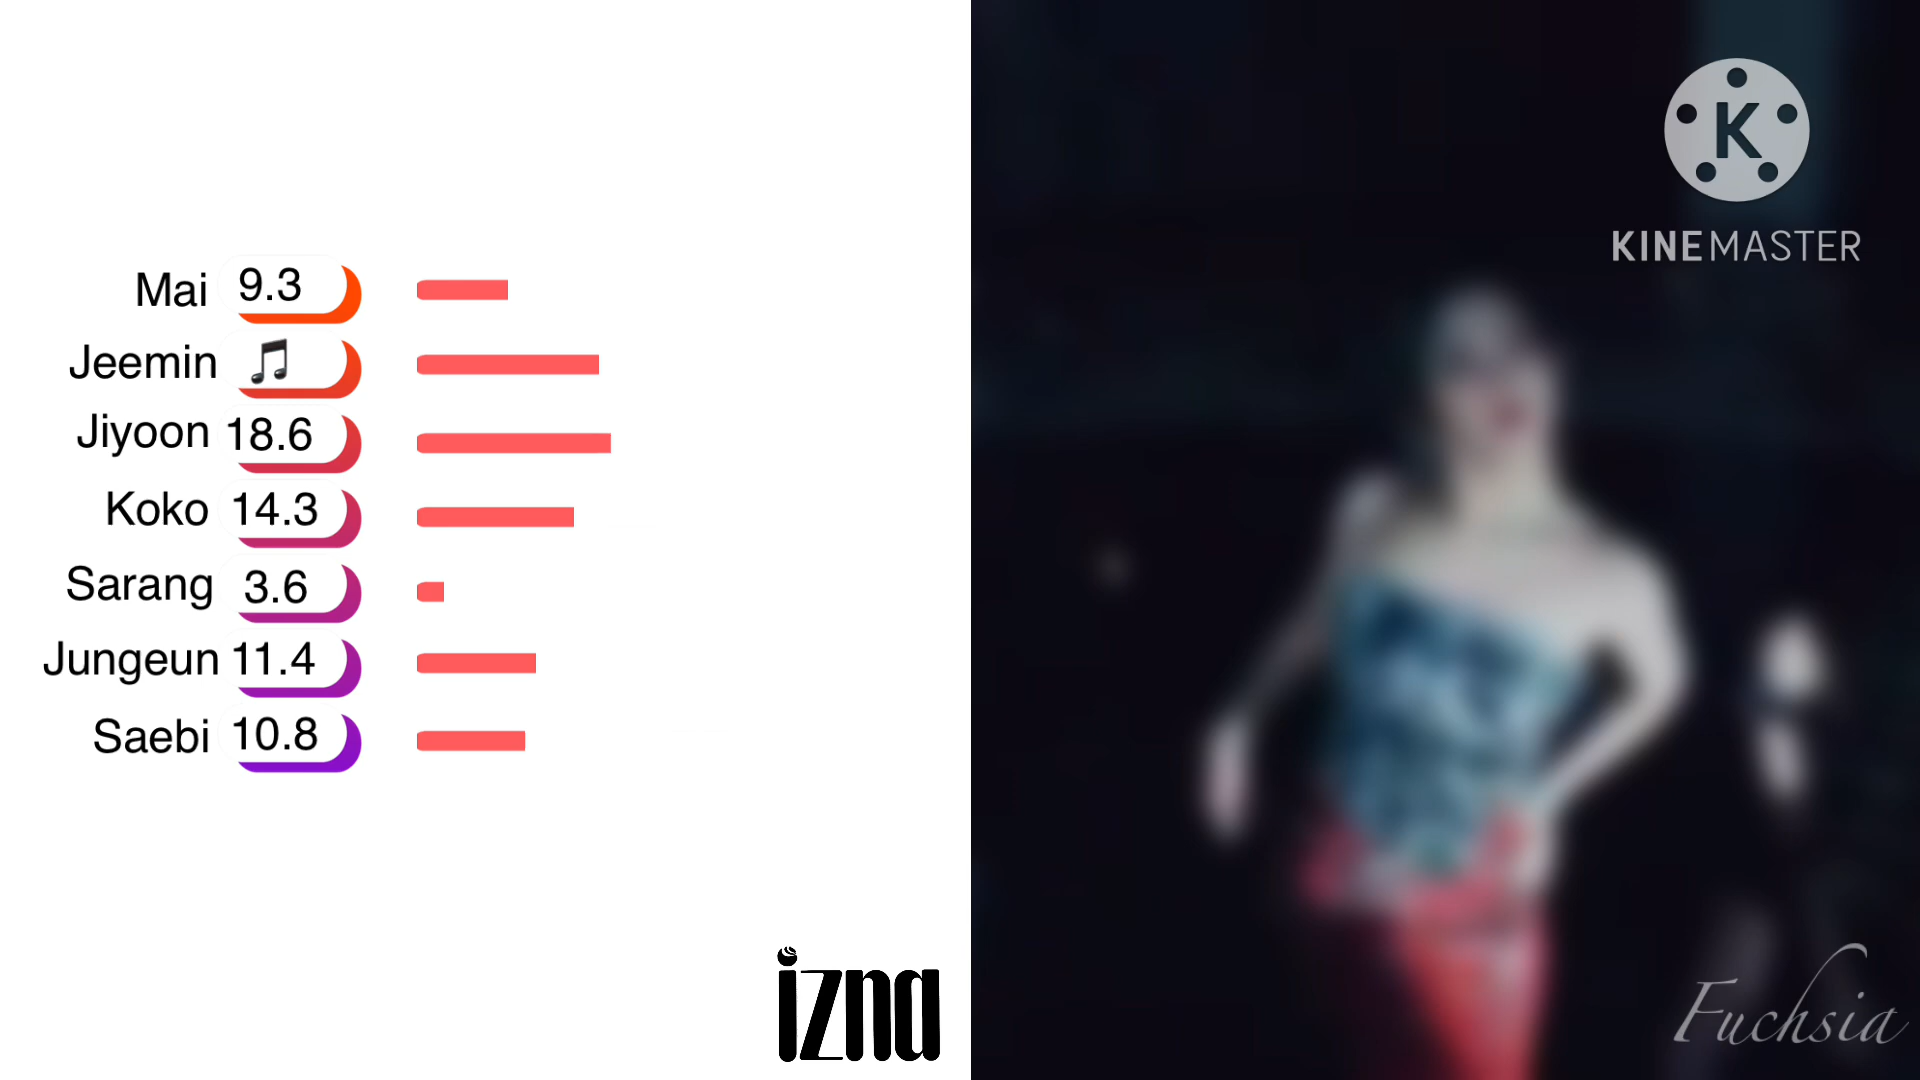 Mai 9.3
Jeemin 🎵
Jiyoon 18.6
Koko 14.3
Sarang 3.6
Jungeun 11.4
Saebi 10.8
izna
K
KINEMASTER
Fuchsia